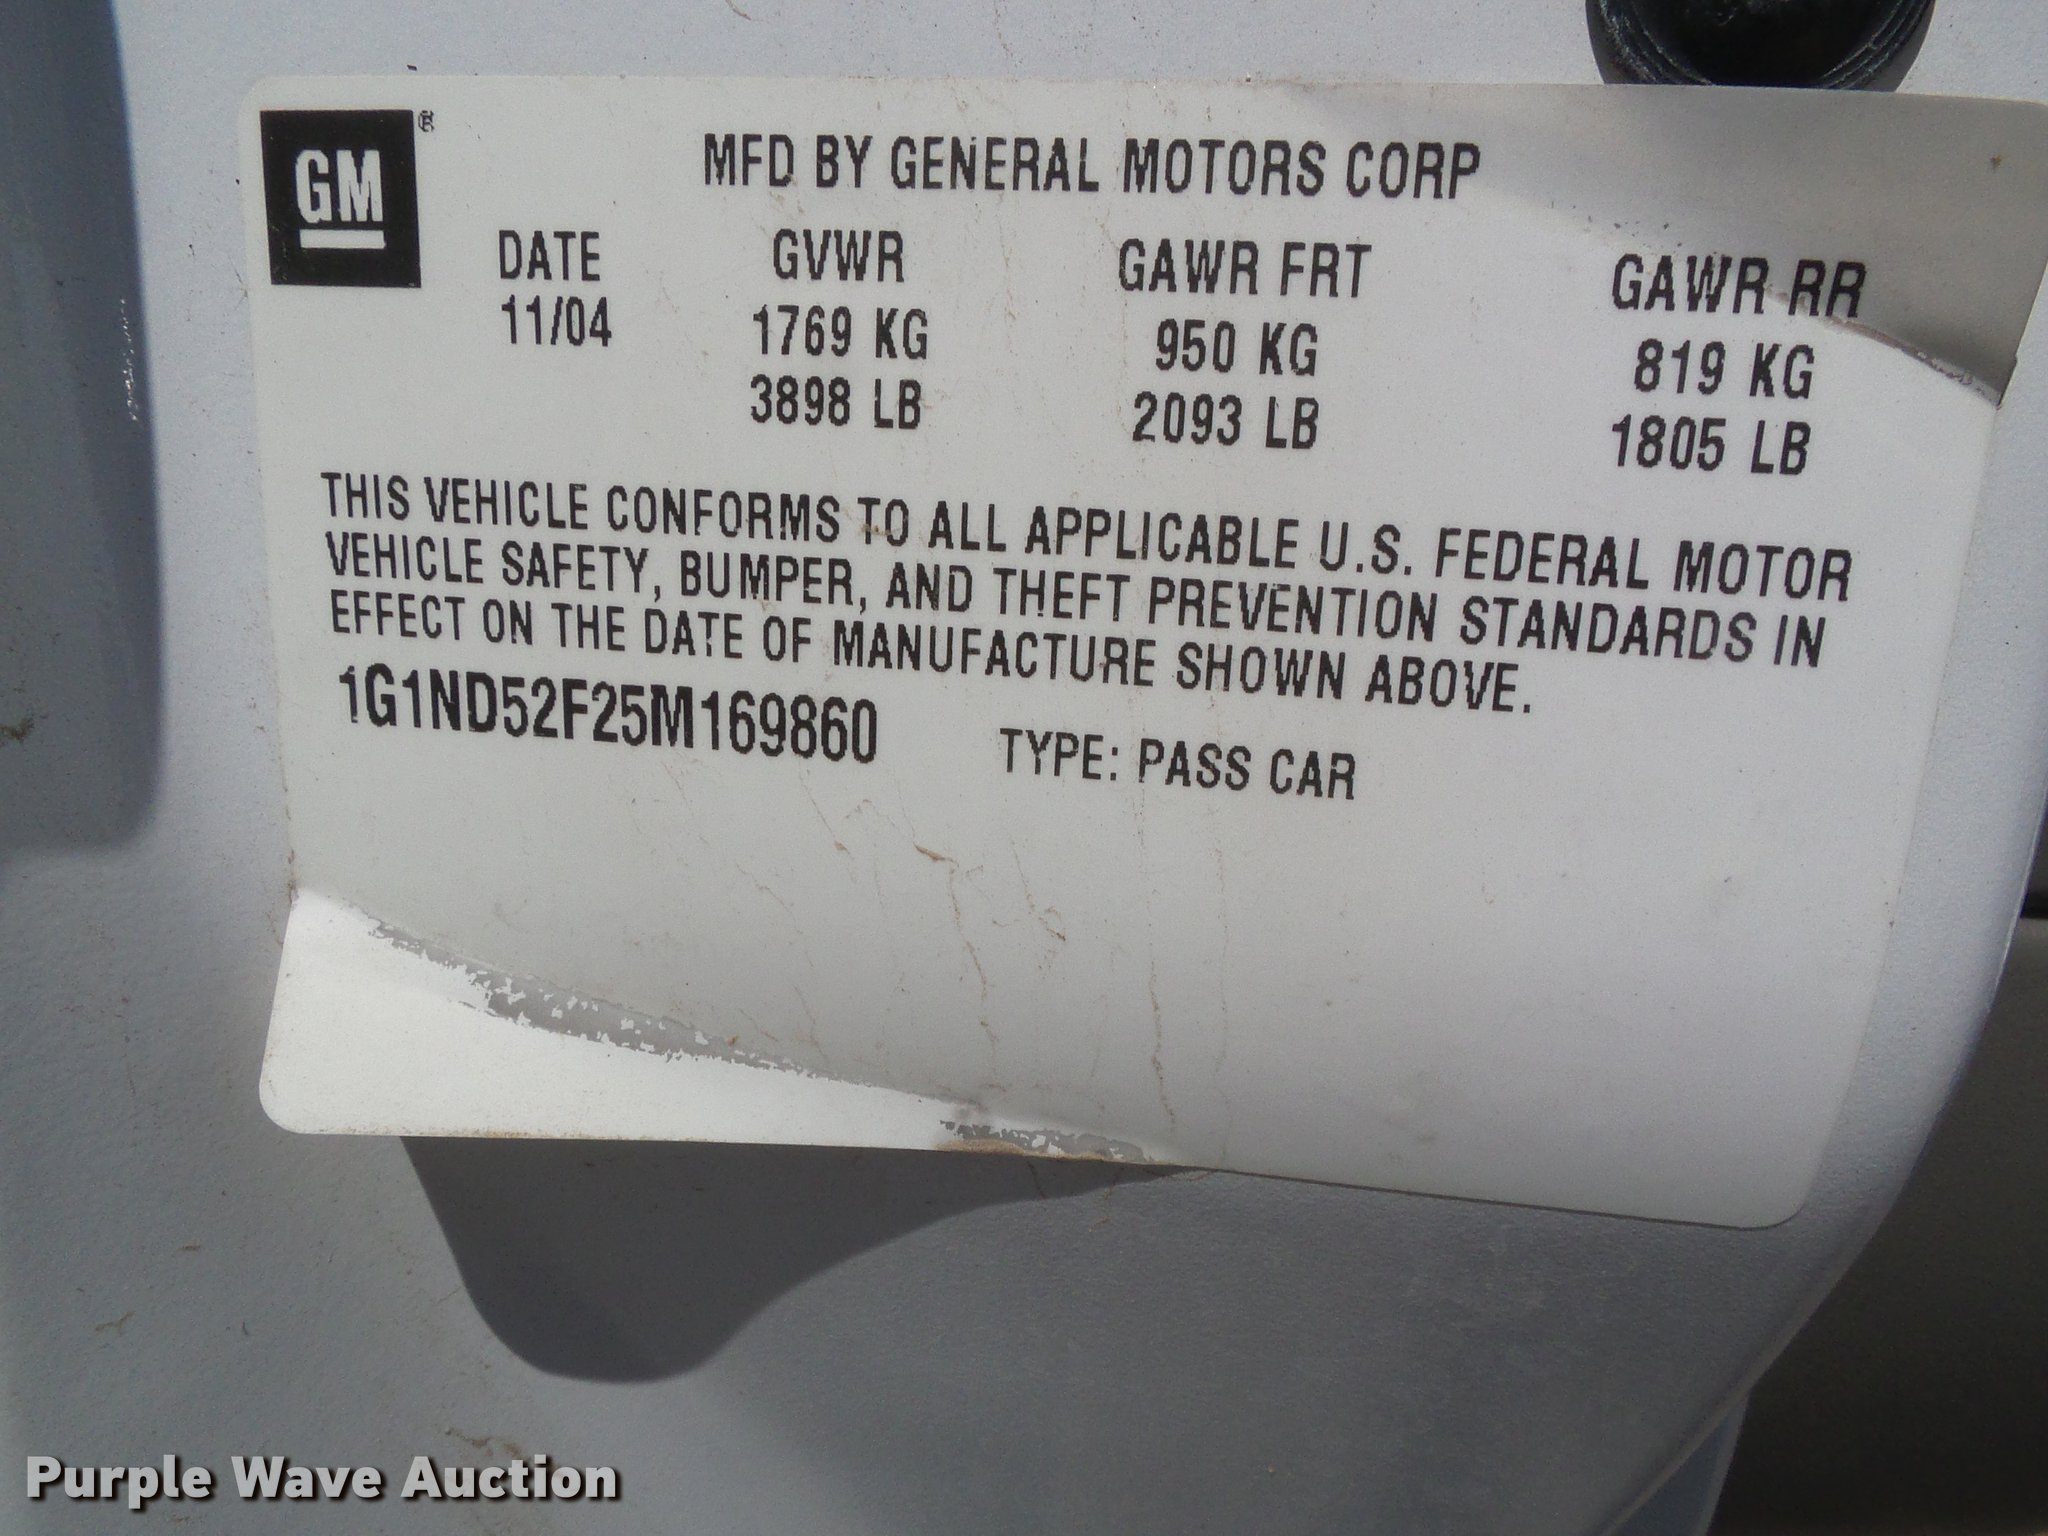 GM®
MFD BY GENERAL MOTORS CORP
DATE GVWR GAWR FRT GAWR RR
11/04 1769 KG 950 KG 819 KG
3898 LB 2093 LB 1805 LB
THIS VEHICLE CONFORMS TO ALL APPLICABLE U.S. FEDERAL MOTOR
VEHICLE SAFETY, BUMPER, AND THEFT PREVENTION STANDARDS IN
EFFECT ON THE DATE OF MANUFACTURE SHOWN ABOVE.
1G1ND52F25M169860 TYPE: PASS CAR
Purple Wave Auction